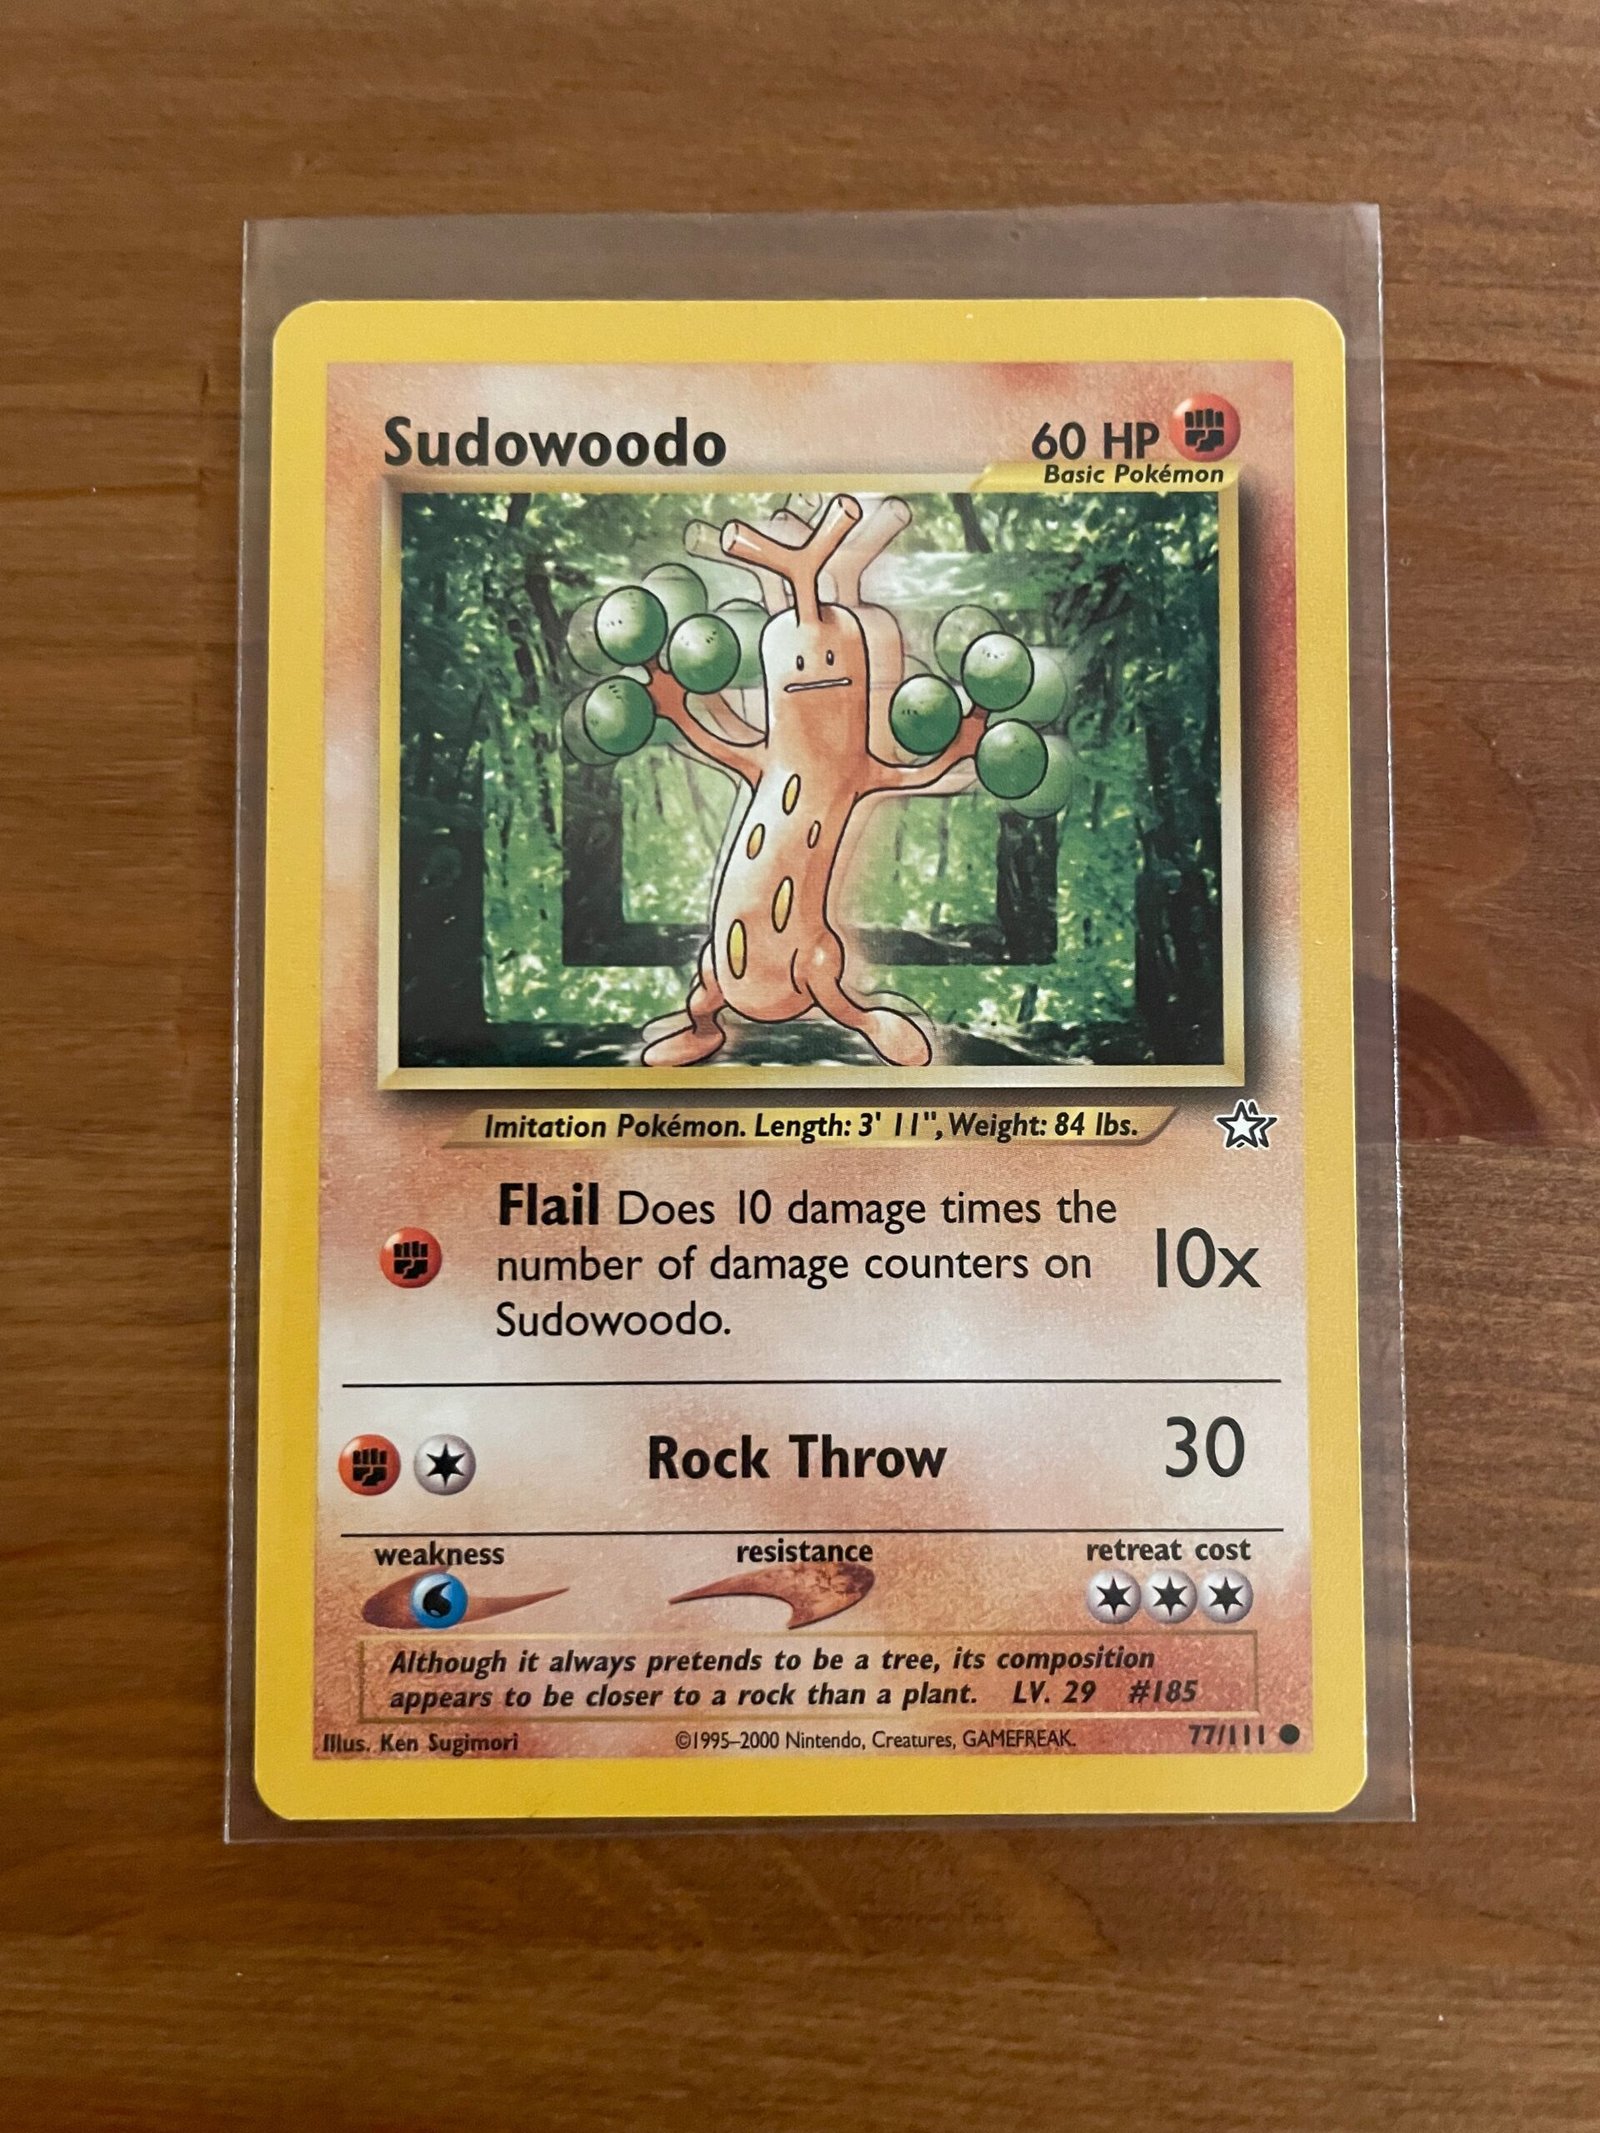 Sudowoodo
60 HP
Basic Pokémon
Imitation Pokémon. Length: 3' 11", Weight: 84 lbs.
Flail Does 10 damage times the
number of damage counters on
Sudowoodo.
10x
Rock Throw
30
weakness
resistance
retreat cost
Although it always pretends to be a tree, its composition
appears to be closer to a rock than a plant. LV. 29 #185
Illus. Ken Sugimori
©1995–2000 Nintendo, Creatures, GAMEFREAK.
77/111